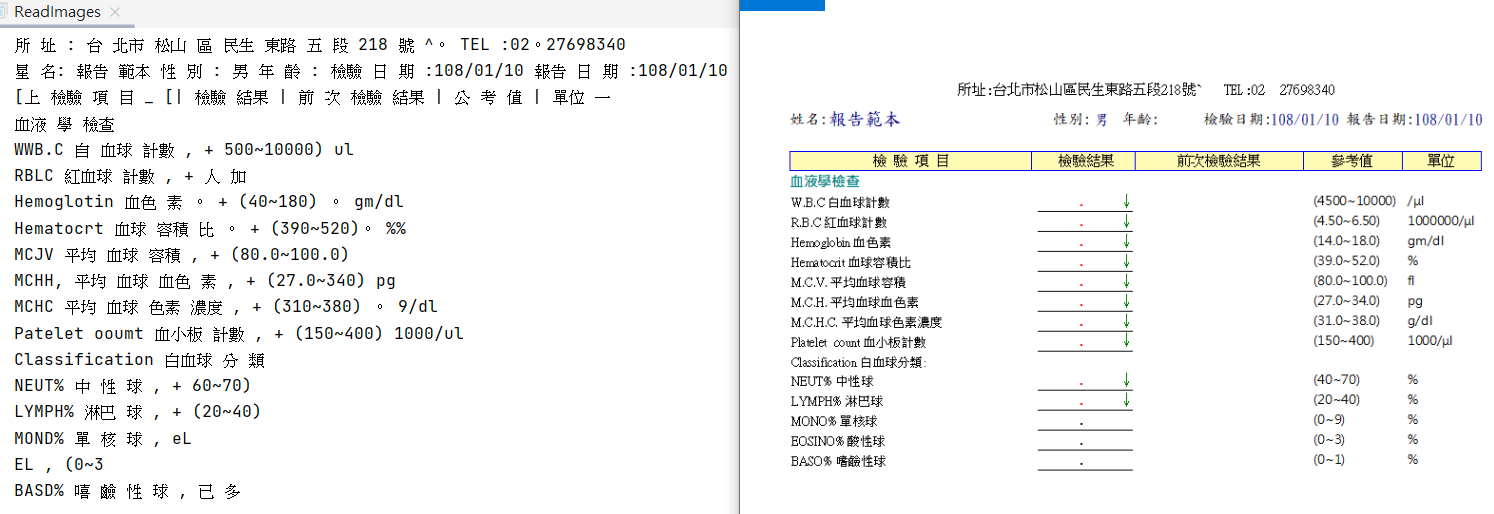 ReadImages ×
所 址 : 台 北市 松山 區 民生 東路 五 段 218 號 ^。 TEL :02。27698340
星 名: 報告 範本 性 別 : 男 年 齡 : 檢驗 日 期 :108/01/10 報告 日 期 :108/01/10
[上 檢驗 項 目 _ [| 檢驗 結果 | 前 次 檢驗 結果 | 公 考 值 | 單位 一
血液 學 檢查
WWB.C 自 血球 計數 , + 500~10000) ul
RBLC 紅血球 計數 , + 人 加
Hemoglotin 血色 素 。 + (40~180) 。 gm/dl
Hematocrt 血球 容積 比 。 + (390~520)。 %%
MCJV 平均 血球 容積 , + (80.0~100.0)
MCHH, 平均 血球 血色 素 , + (27.0~340) pg
MCHC 平均 血球 色素 濃度 , + (310~380) 。 9/dl
Patelet ooumt 血小板 計數 , + (150~400) 1000/ul
Classification 白血球 分 類
NEUT% 中 性 球 , + 60~70)
LYMPH% 淋巴 球 , + (20~40)
MOND% 單 核 球 , eL
EL , (0~3
BASD% 嘻 鹼 性 球 , 已 多
所址:台北市松山區民生東路五段218號` TEL:02 27698340
姓名:報告範本 性別: 男 年齡: 檢驗日期:108/01/10 報告日期:108/01/10
檢 驗 項 目 檢驗結果 前次檢驗結果 參考值 單位
血液學檢查
W.B.C 白血球計數 . ↓ (4500~10000) /μl
R.B.C 紅血球計數 . ↓ (4.50~6.50) 1000000/μl
Hemoglobin 血色素 . ↓ (14.0~18.0) gm/dl
Hematocrit 血球容積比 . ↓ (39.0~52.0) %
M.C.V. 平均血球容積 . ↓ (80.0~100.0) fl
M.C.H. 平均血球血色素 . ↓ (27.0~34.0) pg
M.C.H.C. 平均血球色素濃度 . ↓ (31.0~38.0) g/dl
Platelet count 血小板計數 . ↓ (150~400) 1000/μl
Classification 白血球分類:
NEUT% 中性球 . ↓ (40~70) %
LYMPH% 淋巴球 . ↓ (20~40) %
MONO% 單核球 . (0~9) %
EOSINO% 酸性球 . (0~3) %
BASO% 嗜鹼性球 . (0~1) %